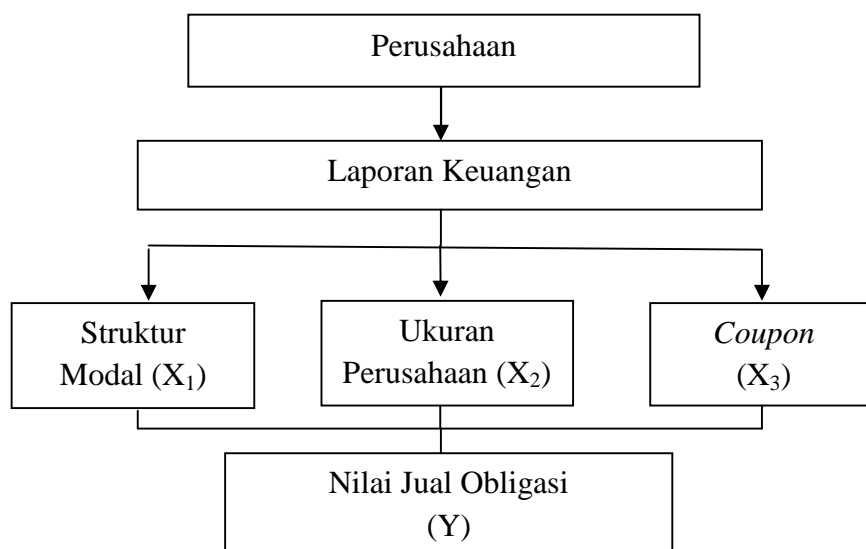 Perusahaan
Laporan Keuangan
Struktur
Modal (X₁)
Ukuran
Perusahaan (X₂)
Coupon
(X₃)
Nilai Jual Obligasi
(Y)